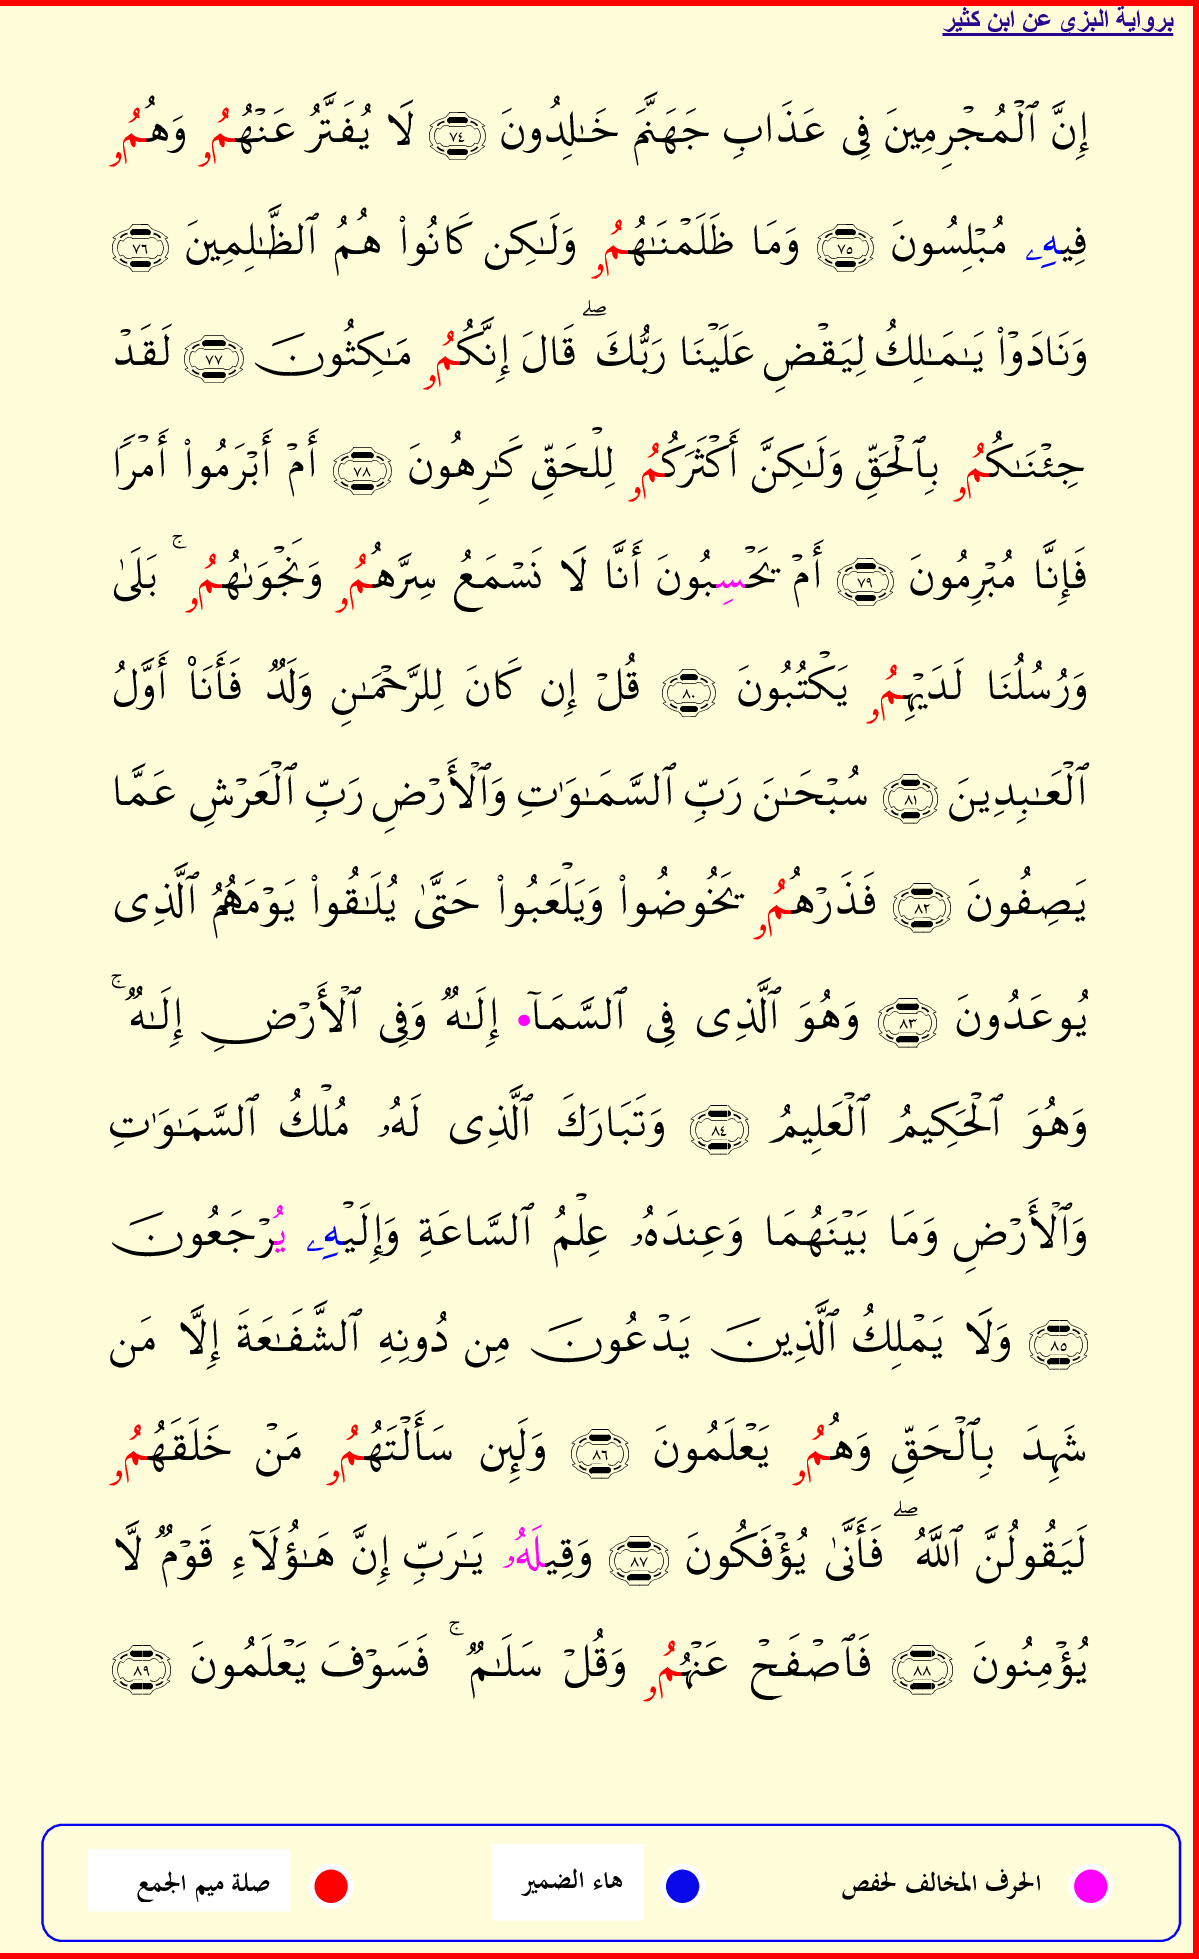 برواية البزي عن ابن كثير
إِنَّ ٱلْمُجْرِمِينَ فِى عَذَابِ جَهَنَّمَ خَـٰلِدُونَ ٧٤ لَا يُفَتَّرُ عَنْهُمُۥ وَهُمُۥ
فِيهِۦ مُبْلِسُونَ ٧٥ وَمَا ظَلَمْنَـٰهُمُۥ وَلَـٰكِن كَانُوا۟ هُمُ ٱلظَّـٰلِمِينَ ٧٦
وَنَادَوْا۟ يَـٰمَـٰلِكُ لِيَقْضِ عَلَيْنَا رَبُّكَ ۖ قَالَ إِنَّكُمُۥ مَـٰكِثُونَ ٧٧ لَقَدْ
جِئْنَـٰكُمُۥ بِٱلْحَقِّ وَلَـٰكِنَّ أَكْثَرَكُمُۥ لِلْحَقِّ كَـٰرِهُونَ ٧٨ أَمْ أَبْرَمُوا۟ أَمْرًا
فَإِنَّا مُبْرِمُونَ ٧٩ أَمْ يَحْسِبُونَ أَنَّا لَا نَسْمَعُ سِرَّهُمُۥ وَنَجْوَىٰهُمُۥ ۚ بَلَىٰ
وَرُسُلُنَا لَدَيْهِمُۥ يَكْتُبُونَ ٨٠ قُلْ إِن كَانَ لِلرَّحْمَـٰنِ وَلَدٌ فَأَنَا۠ أَوَّلُ
ٱلْعَـٰبِدِينَ ٨١ سُبْحَـٰنَ رَبِّ ٱلسَّمَـٰوَٰتِ وَٱلْأَرْضِ رَبِّ ٱلْعَرْشِ عَمَّا
يَصِفُونَ ٨٢ فَذَرْهُمُۥ يَخُوضُوا۟ وَيَلْعَبُوا۟ حَتَّىٰ يُلَـٰقُوا۟ يَوْمَهُمُ ٱلَّذِى
يُوعَدُونَ ٨٣ وَهُوَ ٱلَّذِى فِى ٱلسَّمَآ• إِلَـٰهٌ وَفِى ٱلْأَرْضِ إِلَـٰهٌ ۚ
وَهُوَ ٱلْحَكِيمُ ٱلْعَلِيمُ ٨٤ وَتَبَارَكَ ٱلَّذِى لَهُۥ مُلْكُ ٱلسَّمَـٰوَٰتِ
وَٱلْأَرْضِ وَمَا بَيْنَهُمَا وَعِندَهُۥ عِلْمُ ٱلسَّاعَةِ وَإِلَيْهِۦ يُرْجَعُونَ
٨٥ وَلَا يَمْلِكُ ٱلَّذِينَ يَدْعُونَ مِن دُونِهِ ٱلشَّفَـٰعَةَ إِلَّا مَن
شَهِدَ بِٱلْحَقِّ وَهُمُۥ يَعْلَمُونَ ٨٦ وَلَئِن سَأَلْتَهُمُۥ مَنْ خَلَقَهُمُۥ
لَيَقُولُنَّ ٱللَّهُ ۖ فَأَنَّىٰ يُؤْفَكُونَ ٨٧ وَقِيلَهُۥ يَـٰرَبِّ إِنَّ هَـٰٓؤُلَآءِ قَوْمٌ لَّا
يُؤْمِنُونَ ٨٨ فَٱصْفَحْ عَنْهُمُۥ وَقُلْ سَلَـٰمٌ ۚ فَسَوْفَ يَعْلَمُونَ ٨٩
الحرف المخالف لحفص هاء الضمير صلة ميم الجمع